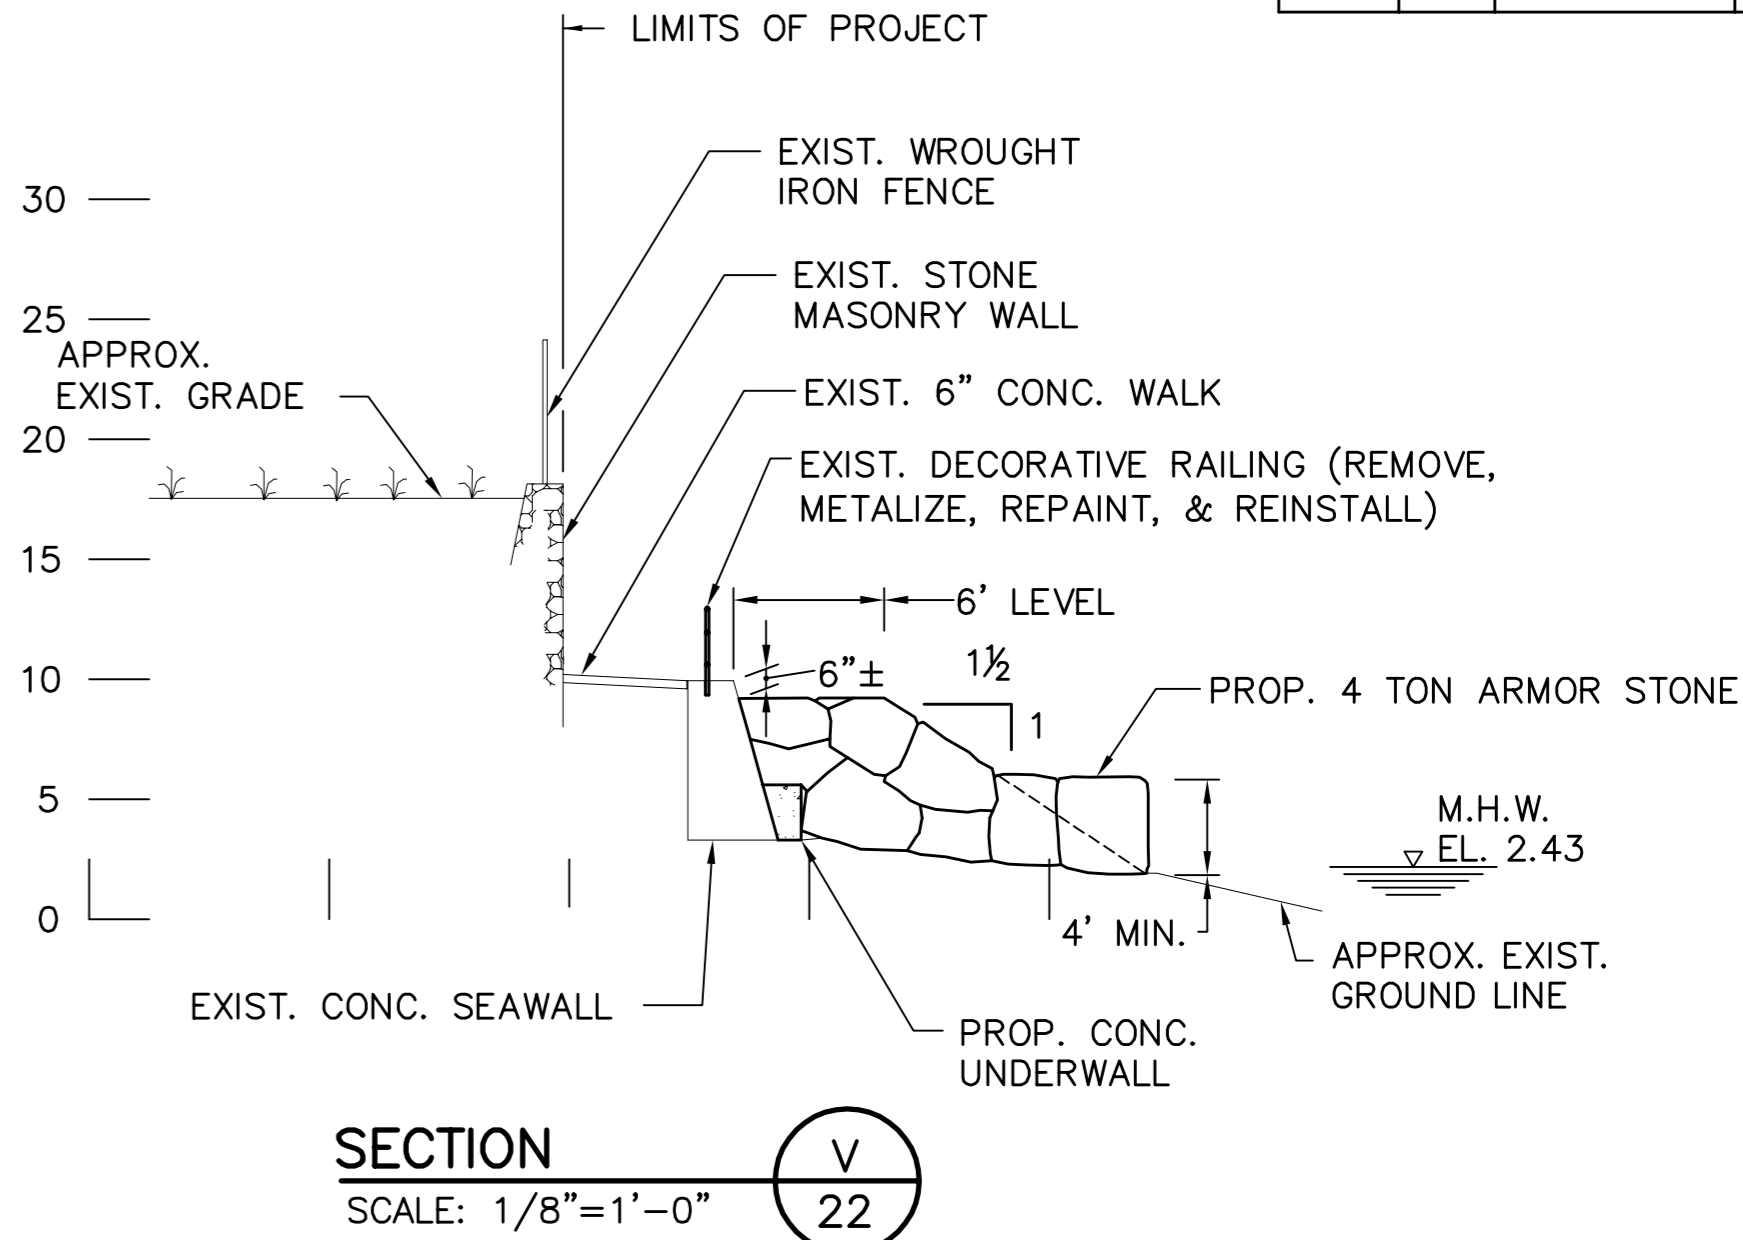 LIMITS OF PROJECT
EXIST. WROUGHT
IRON FENCE
30
EXIST. STONE
MASONRY WALL
25
APPROX.
EXIST. GRADE
EXIST. 6" CONC. WALK
20
EXIST. DECORATIVE RAILING (REMOVE,
METALIZE, REPAINT, & REINSTALL)
15
6' LEVEL
10
6"±
1½
1
PROP. 4 TON ARMOR STONE
5
M.H.W.
EL. 2.43
0
4' MIN.
APPROX. EXIST.
GROUND LINE
EXIST. CONC. SEAWALL
PROP. CONC.
UNDERWALL
SECTION
V
SCALE: 1/8"=1'-0"
22